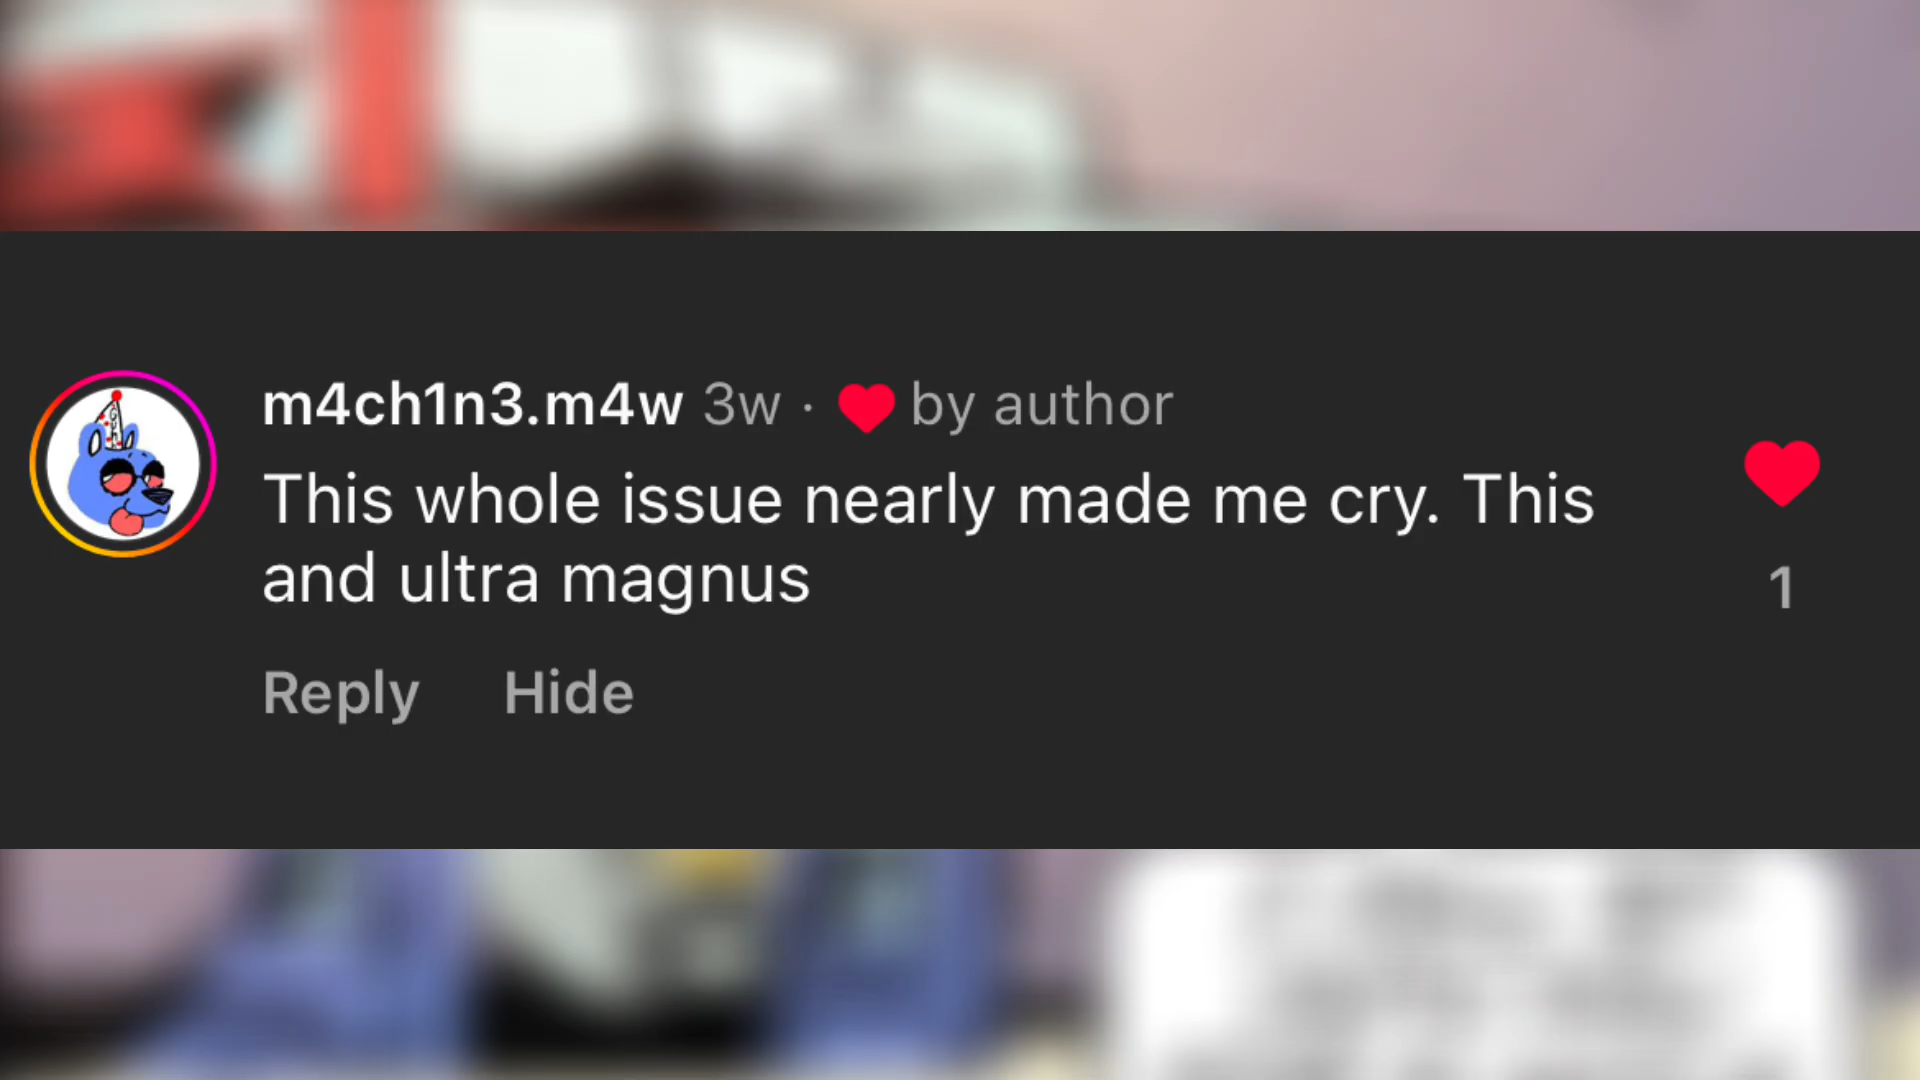 m4ch1n3.m4w 3w · ❤ by author
This whole issue nearly made me cry. This
and ultra magnus
1
Reply Hide